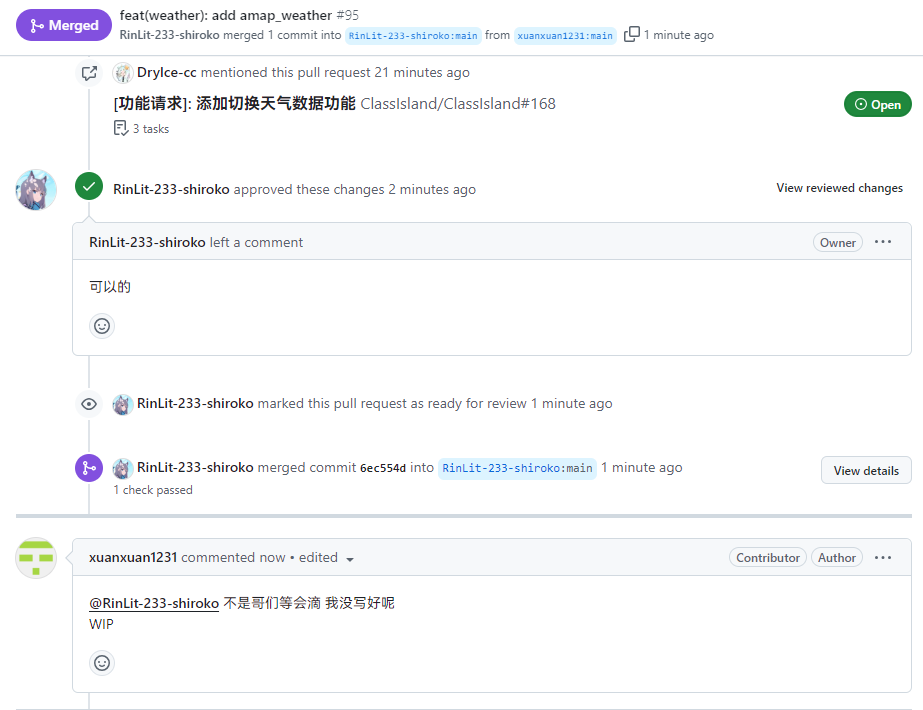 Merged
feat(weather): add amap_weather #95
RinLit-233-shiroko merged 1 commit into RinLit-233-shiroko:main from xuanxuan1231:main 1 minute ago
DryIce-cc mentioned this pull request 21 minutes ago
[功能请求]: 添加切换天气数据功能 ClassIsland/ClassIsland#168
Open
3 tasks
RinLit-233-shiroko approved these changes 2 minutes ago
View reviewed changes
RinLit-233-shiroko left a comment
Owner
可以的
RinLit-233-shiroko marked this pull request as ready for review 1 minute ago
RinLit-233-shiroko merged commit 6ec554d into RinLit-233-shiroko:main 1 minute ago
View details
1 check passed
xuanxuan1231 commented now • edited
Contributor
Author
@RinLit-233-shiroko 不是哥们等会滴 我没写好呢
WIP